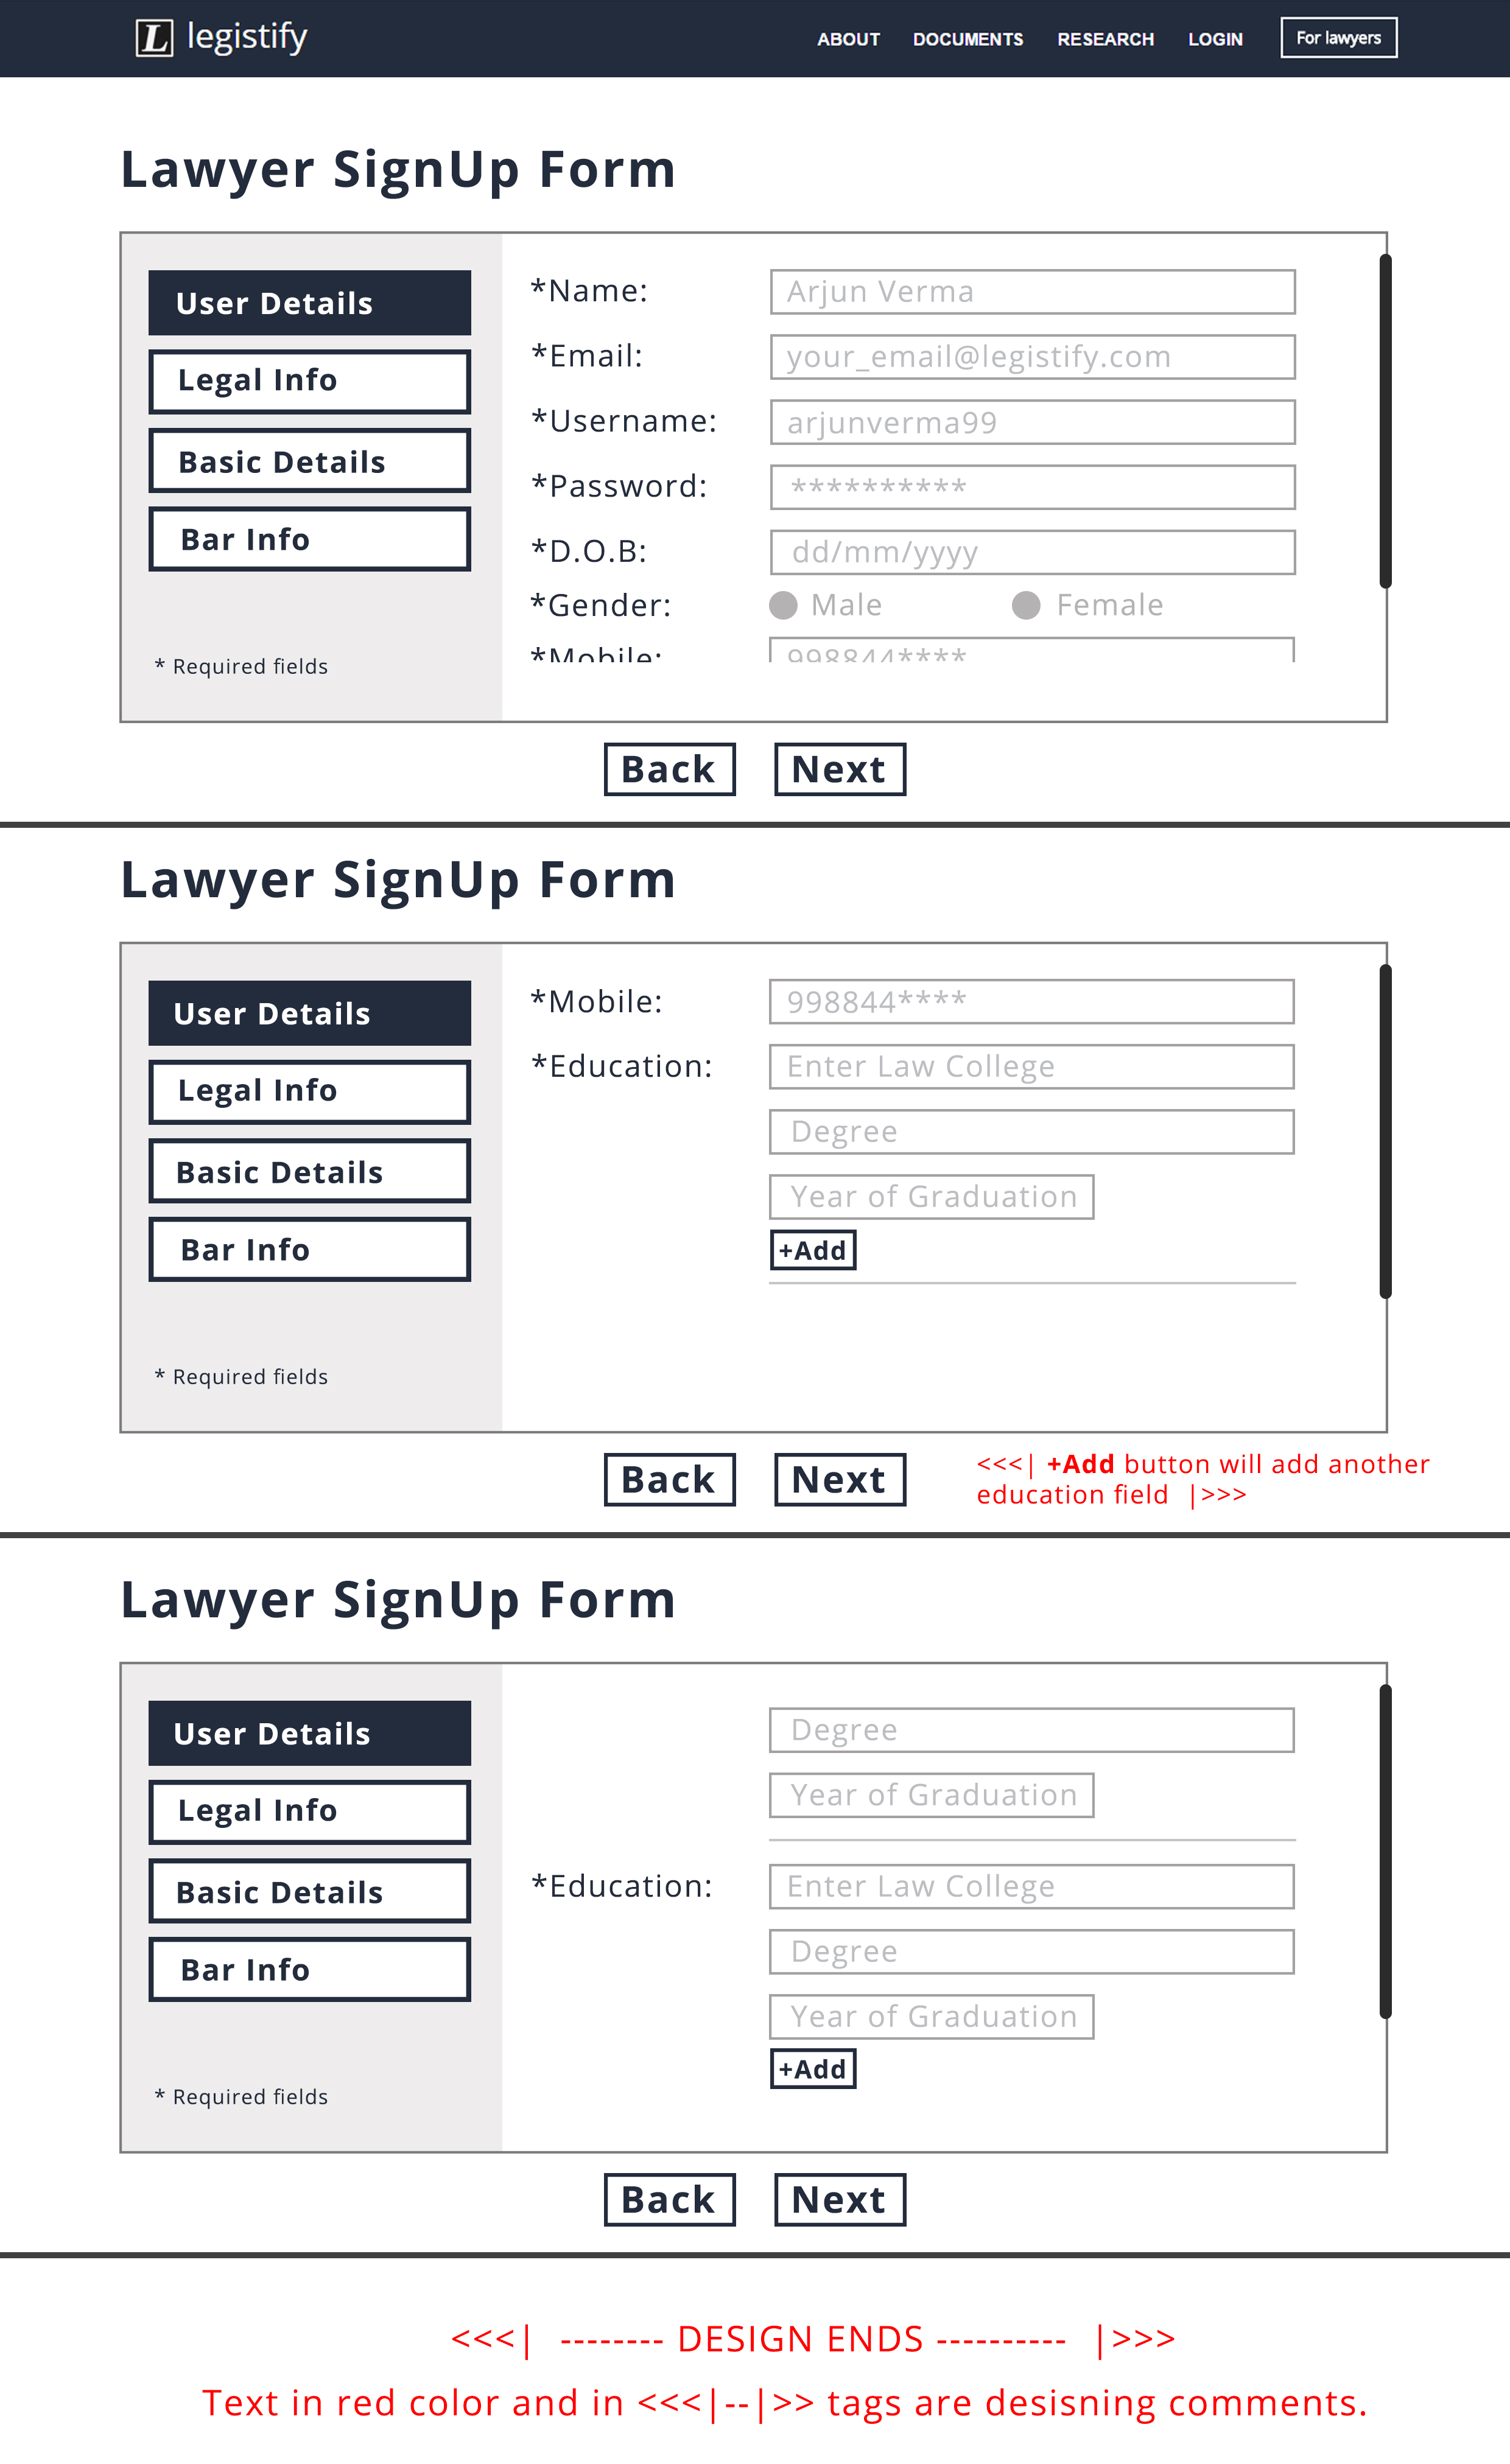 L legistify ABOUT DOCUMENTS RESEARCH LOGIN For lawyers
Lawyer SignUp Form
User Details
Legal Info
Basic Details
Bar Info
* Required fields
*Name: Arjun Verma
*Email: your_email@legistify.com
*Username: arjunverma99
*Password: **********
*D.O.B: dd/mm/yyyy
*Gender: Male Female
*Mobile: 998844****
Back Next
Lawyer SignUp Form
User Details
Legal Info
Basic Details
Bar Info
* Required fields
*Mobile: 998844****
*Education: Enter Law College
Degree
Year of Graduation
+Add
Back Next
<<<| +Add button will add another
education field |>>>
Lawyer SignUp Form
User Details
Legal Info
Basic Details
Bar Info
* Required fields
Degree
Year of Graduation
*Education: Enter Law College
Degree
Year of Graduation
+Add
Back Next
<<<| -------- DESIGN ENDS ---------- |>>>
Text in red color and in <<<|--|>> tags are desisning comments.